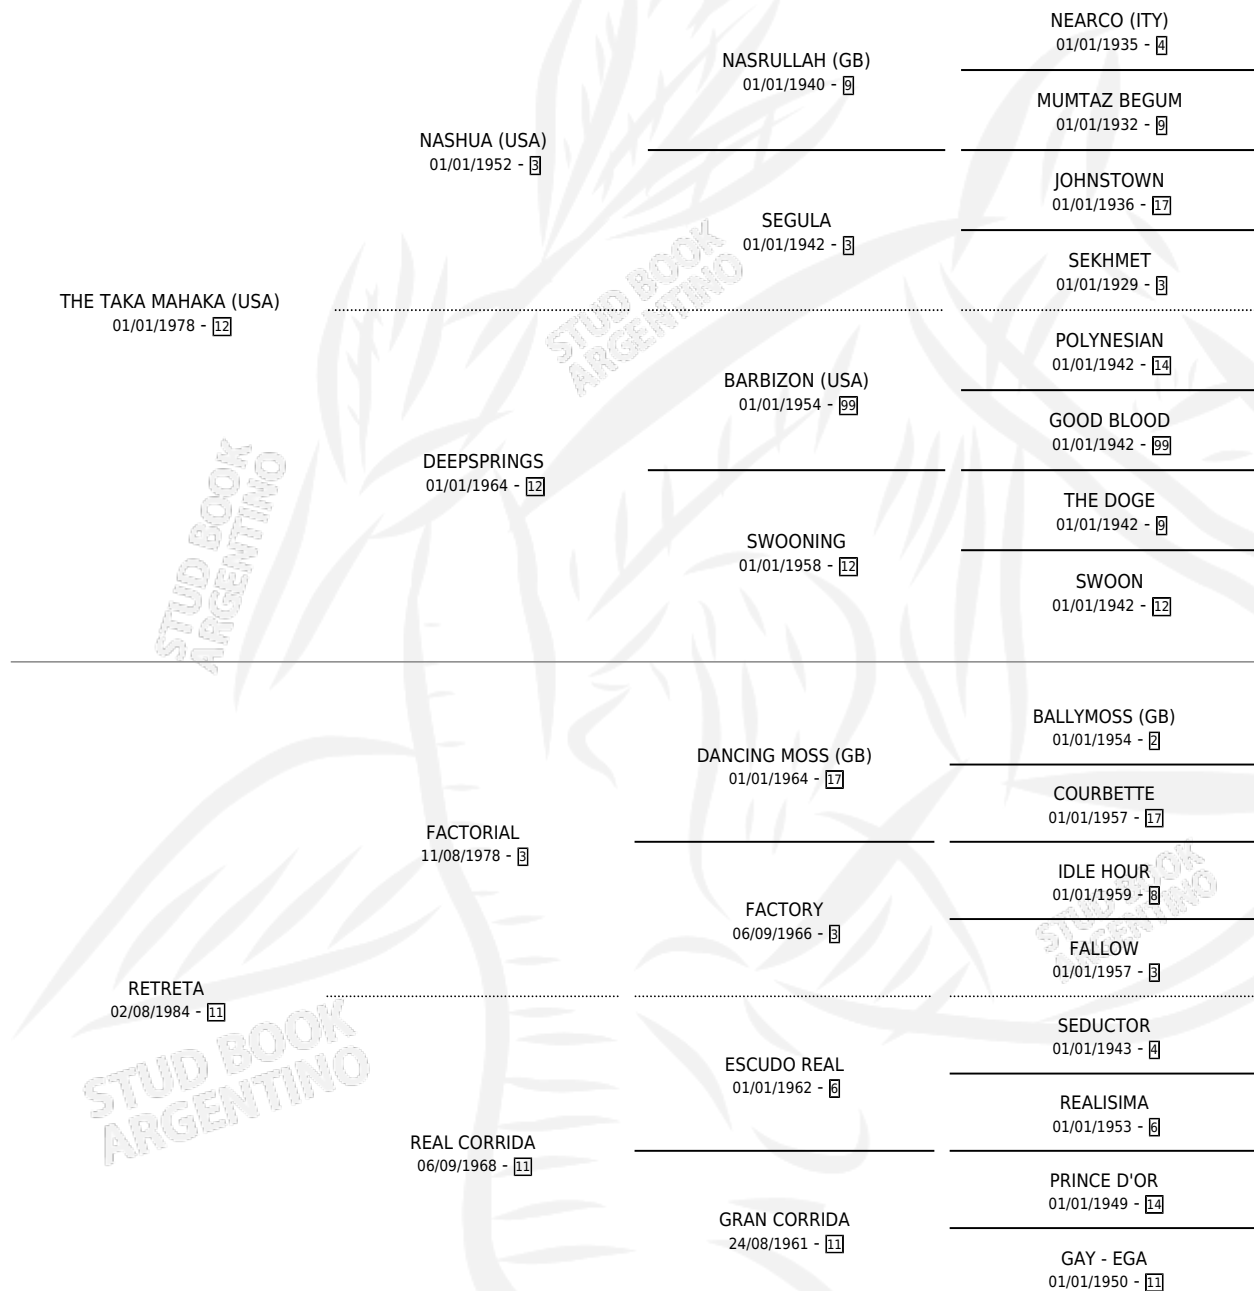 NEARCO (ITY)
01/01/1935 - 4
NASRULLAH (GB)
01/01/1940 - 9
MUMTAZ BEGUM
01/01/1932 - 9
NASHUA (USA)
01/01/1952 - 3
JOHNSTOWN
01/01/1936 - 17
SEGULA
01/01/1942 - 3
SEKHMET
01/01/1929 - 3
THE TAKA MAHAKA (USA)
01/01/1978 - 12
POLYNESIAN
01/01/1942 - 14
BARBIZON (USA)
01/01/1954 - 99
GOOD BLOOD
01/01/1942 - 99
DEEPSPRINGS
01/01/1964 - 12
THE DOGE
01/01/1942 - 9
SWOONING
01/01/1958 - 12
SWOON
01/01/1942 - 12
BALLYMOSS (GB)
01/01/1954 - 2
DANCING MOSS (GB)
01/01/1964 - 17
COURBETTE
01/01/1957 - 17
FACTORIAL
11/08/1978 - 3
IDLE HOUR
01/01/1959 - 8
FACTORY
06/09/1966 - 3
FALLOW
01/01/1957 - 3
RETRETA
02/08/1984 - 11
SEDUCTOR
01/01/1943 - 4
ESCUDO REAL
01/01/1962 - 6
REALISIMA
01/01/1953 - 6
REAL CORRIDA
06/09/1968 - 11
PRINCE D'OR
01/01/1949 - 14
GRAN CORRIDA
24/08/1961 - 11
GAY - EGA
01/01/1950 - 11
STUD BOOK
ARGENTINO
STUD BOOK
ARGENTINO
STUD BOOK
ARGENTINO
STUD BOOK
ARGENTINO